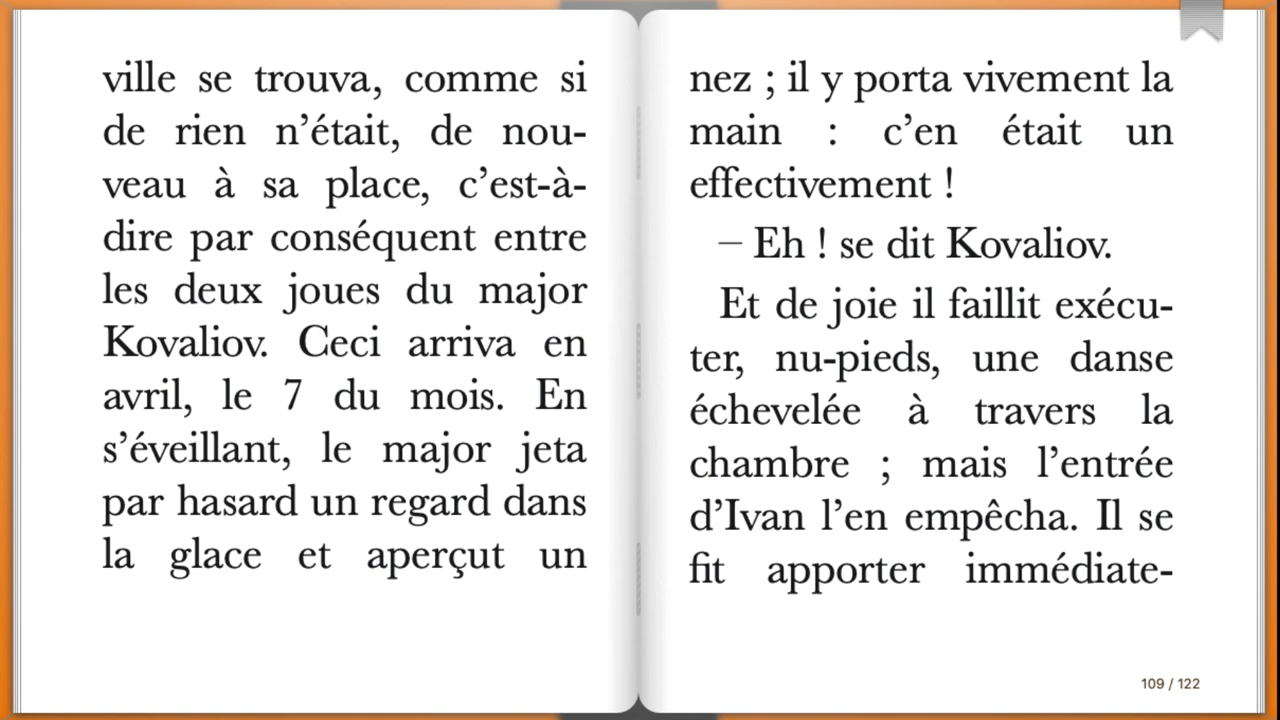 ville se trouva, comme si
de rien n’était, de nou-
veau à sa place, c’est-à-
dire par conséquent entre
les deux joues du major
Kovaliov. Ceci arriva en
avril, le 7 du mois. En
s’éveillant, le major jeta
par hasard un regard dans
la glace et aperçut un
nez ; il y porta vivement la
main : c’en était un
effectivement !
– Eh ! se dit Kovaliov.
Et de joie il faillit exécu-
ter, nu-pieds, une danse
échevelée à travers la
chambre ; mais l’entrée
d’Ivan l’en empêcha. Il se
fit apporter immédiate-
109 / 122